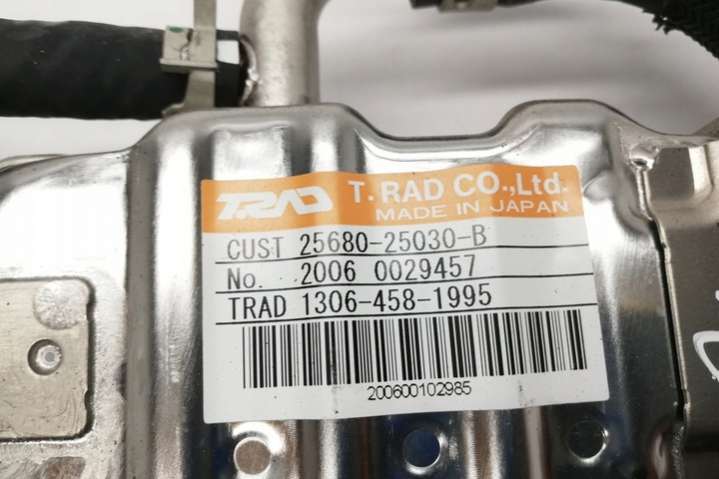 T.RAD T. RAD CO.,Ltd.
MADE IN JAPAN
CUST 25680-25030-B
No. 2006 0029457
TRAD 1306-458-1995
200600102985